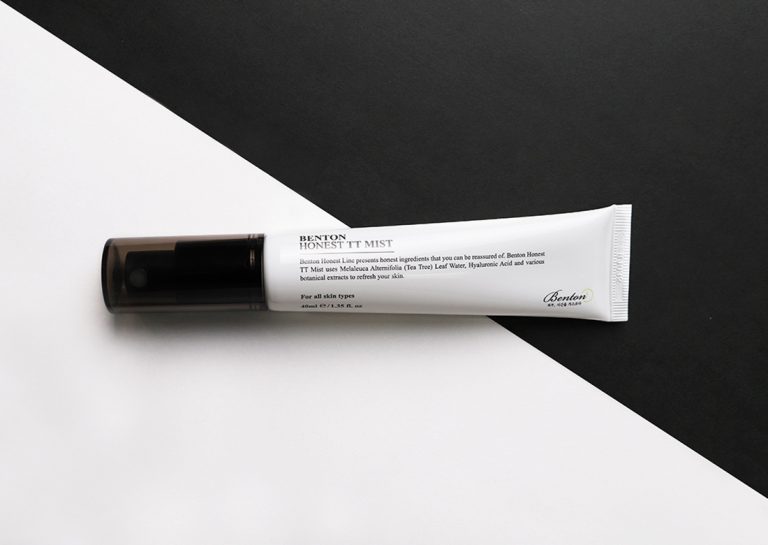 BENTON
HONEST TT MIST
Benton Honest Line presents honest ingredients that you can be reassured of. Benton Honest
TT Mist uses Melaleuca Alternifolia (Tea Tree) Leaf Water, Hyaluronic Acid and various
botanical extracts to refresh your skin.
For all skin types
40ml ℮ / 1.35 fl. oz
Benton